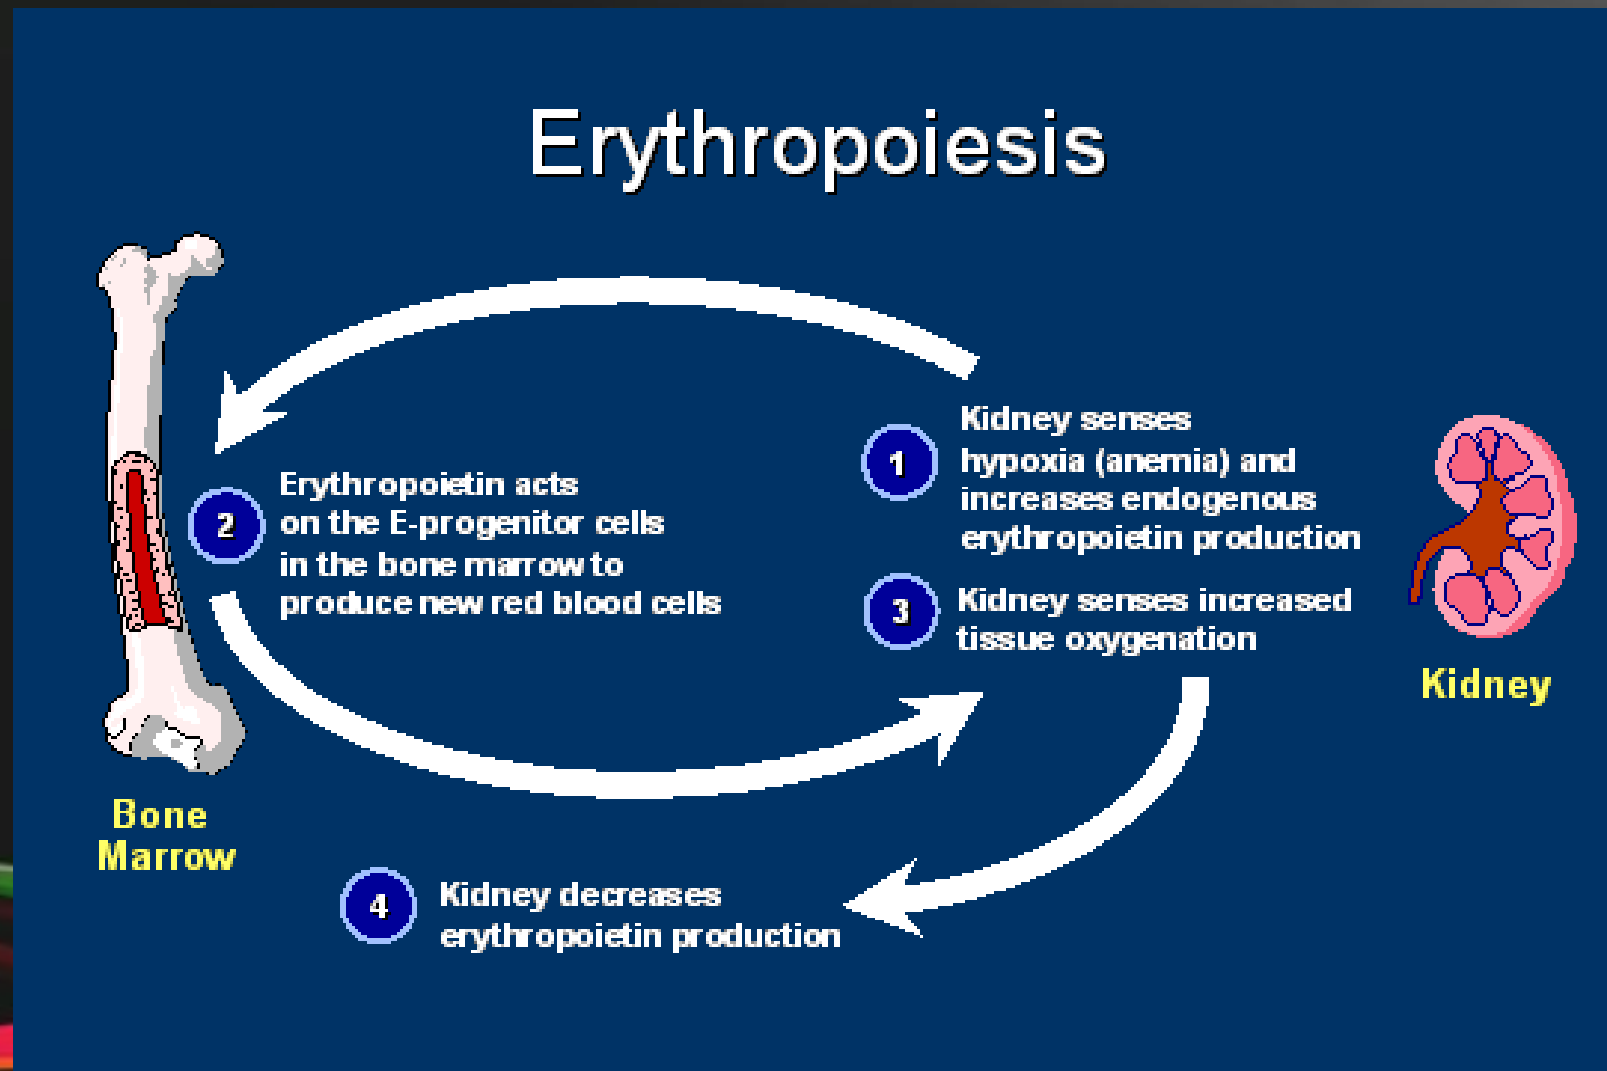 Erythropoiesis
1
Kidney senses
hypoxia (anemia) and
increases endogenous
erythropoietin production
2
Erythropoietin acts
on the E-progenitor cells
in the bone marrow to
produce new red blood cells
3
Kidney senses increased
tissue oxygenation
Kidney
Bone
Marrow
4
Kidney decreases
erythropoietin production